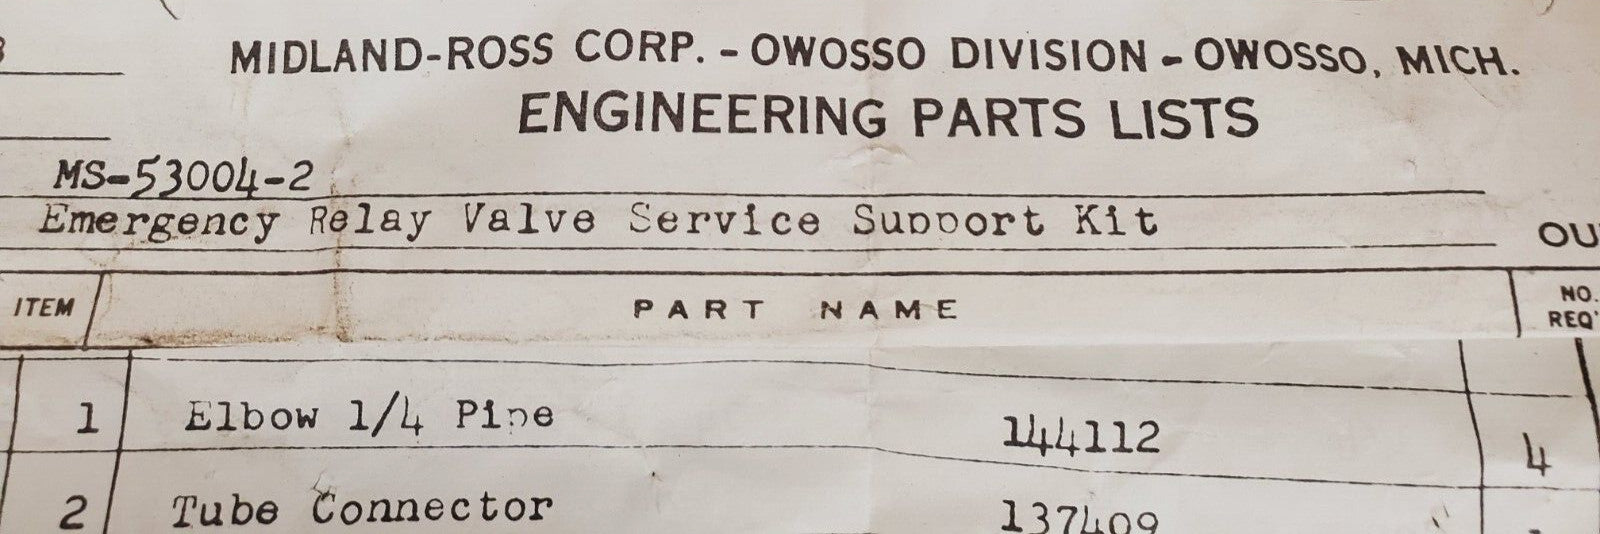 MIDLAND-ROSS CORP. - OWOSSO DIVISION - OWOSSO, MICH.
ENGINEERING PARTS LISTS
MS-53004-2
Emergency Relay Valve Service Support Kit
OU
ITEM PART NAME NO. REQ'
1 Elbow 1/4 Pipe 144112 4
2 Tube Connector 137409